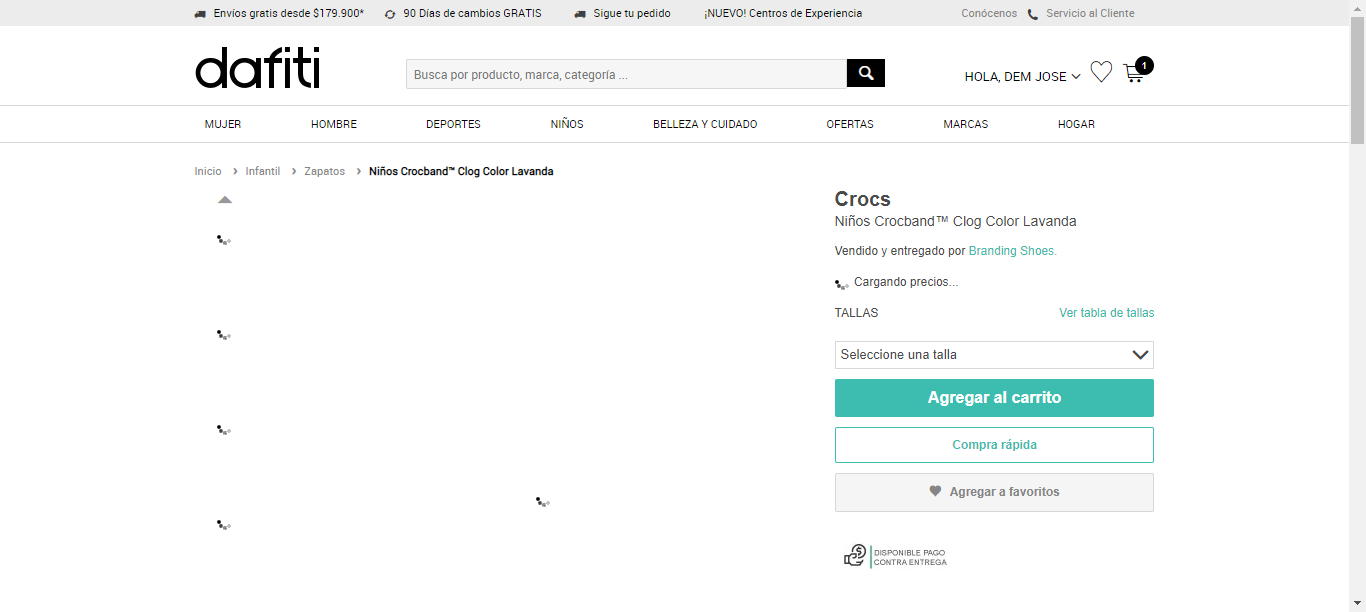 Envíos gratis desde $179.900* 90 Días de cambios GRATIS Sigue tu pedido ¡NUEVO! Centros de Experiencia Conócenos Servicio al Cliente
dafiti
Busca por producto, marca, categoría ...
HOLA, DEM JOSE
1
MUJER HOMBRE DEPORTES NIÑOS BELLEZA Y CUIDADO OFERTAS MARCAS HOGAR
Inicio > Infantil > Zapatos > Niños Crocband™ Clog Color Lavanda
Crocs
Niños Crocband™ Clog Color Lavanda
Vendido y entregado por Branding Shoes.
Cargando precios...
TALLAS Ver tabla de tallas
Seleccione una talla
Agregar al carrito
Compra rápida
Agregar a favoritos
DISPONIBLE PAGO
CONTRA ENTREGA